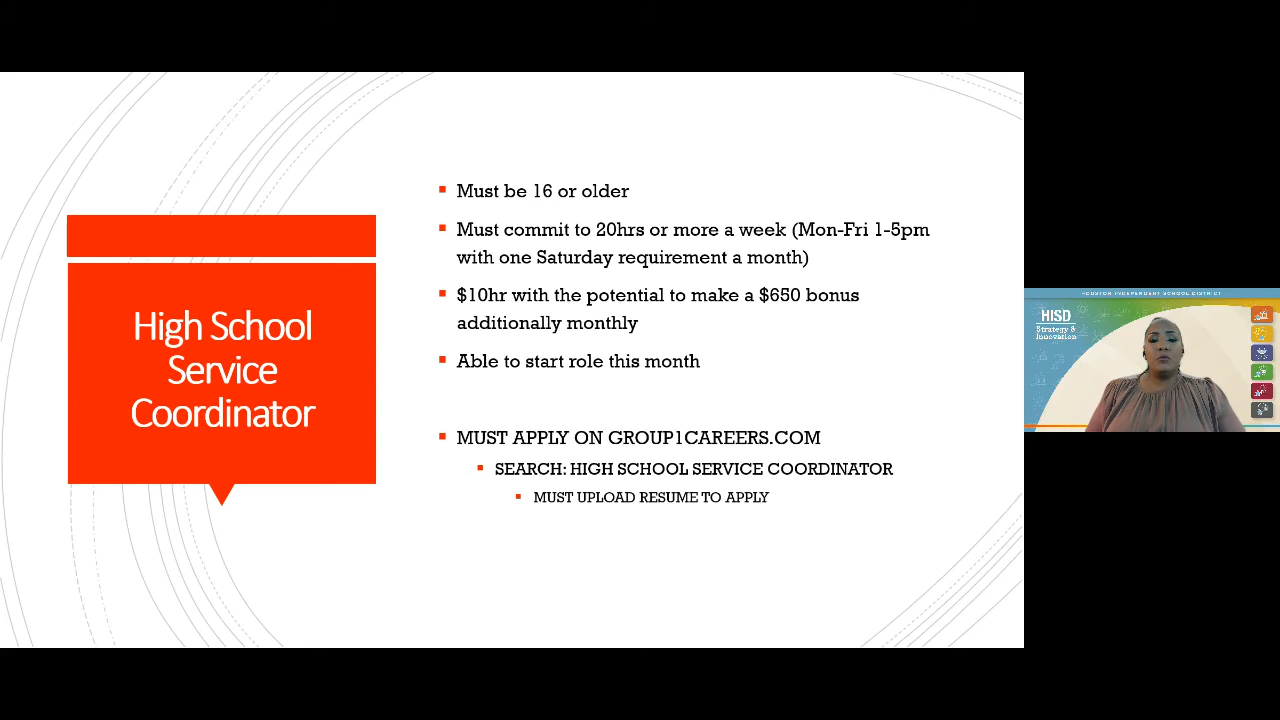 High School
Service
Coordinator
Must be 16 or older
Must commit to 20hrs or more a week (Mon-Fri 1-5pm
with one Saturday requirement a month)
$10hr with the potential to make a $650 bonus
additionally monthly
Able to start role this month
MUST APPLY ON GROUP1CAREERS.COM
SEARCH: HIGH SCHOOL SERVICE COORDINATOR
MUST UPLOAD RESUME TO APPLY
HOUSTON INDEPENDENT SCHOOL DISTRICT
HISD
Strategy &
Innovation